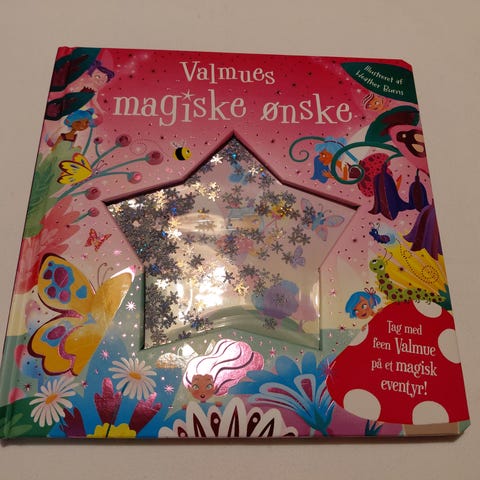 Valmues
magiske ønske
Illustreret af
Heather Burns
Tag med
feen Valmue
på et magisk
eventyr!